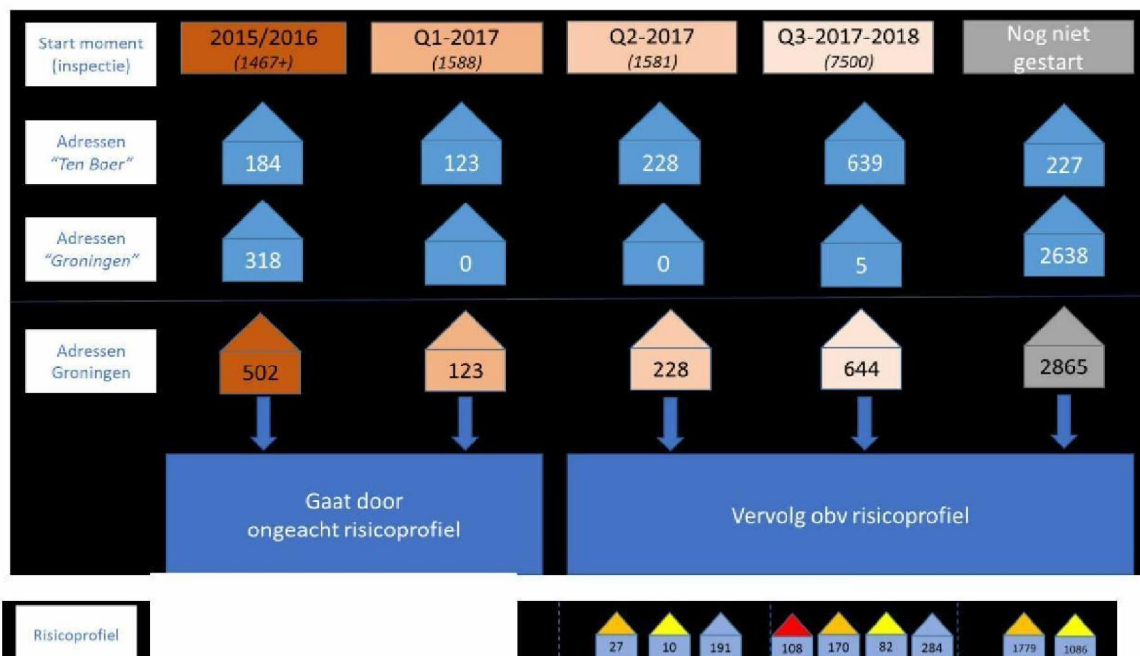 Start moment
(inspectie)
2015/2016
(1467+)
Q1-2017
(1588)
Q2-2017
(1581)
Q3-2017-2018
(7500)
Nog niet
gestart
Adressen
"Ten Boer"
184
123
228
639
227
Adressen
"Groningen"
318
0
0
5
2638
Adressen
Groningen
502
123
228
644
2865
Gaat door
ongeacht risicoprofiel
Vervolg obv risicoprofiel
Risicoprofiel
27
10
191
108
170
82
284
1779
1086